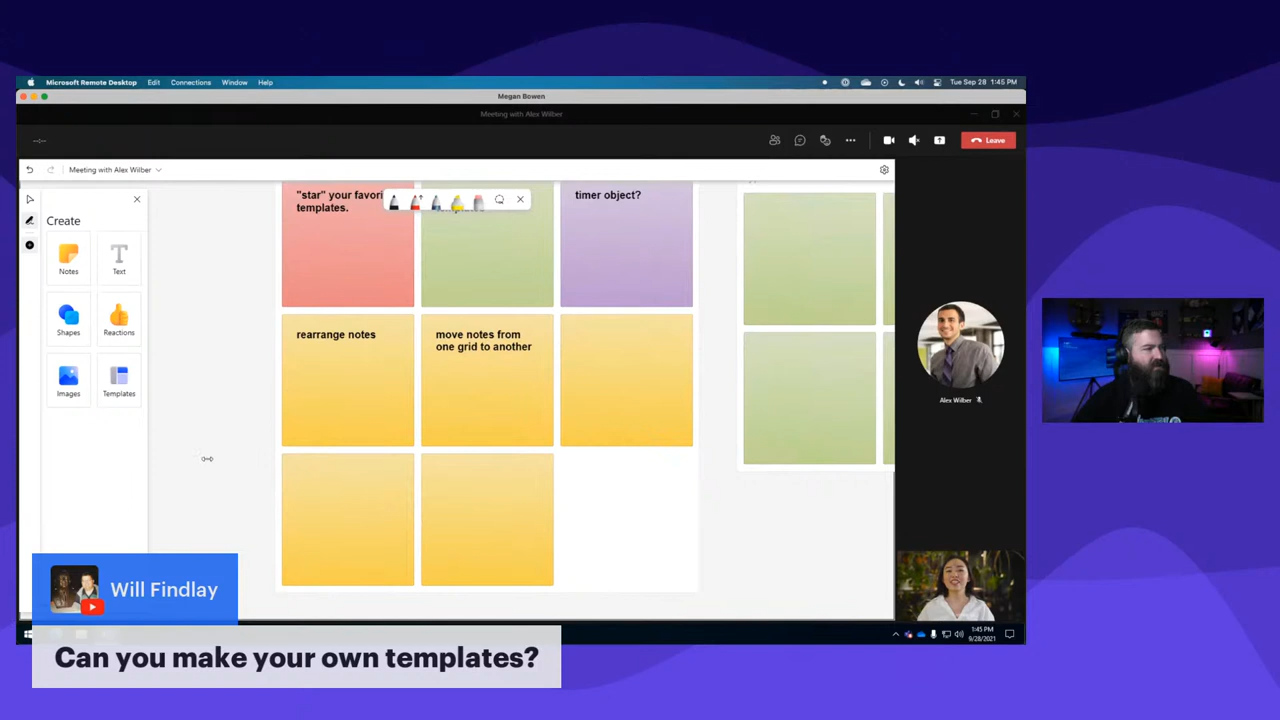 Microsoft Remote Desktop Edit Connections Window Help
Tue Sep 28 1:45 PM
Megan Bowen
Meeting with Alex Wilber
Leave
Meeting with Alex Wilber
Create
Notes
Text
Shapes
Reactions
Images
Templates
"star" your favori
templates.
templates
timer object?
rearrange notes
move notes from
one grid to another
Alex Wilber
1:45 PM
9/28/2021
Will Findlay
Can you make your own templates?